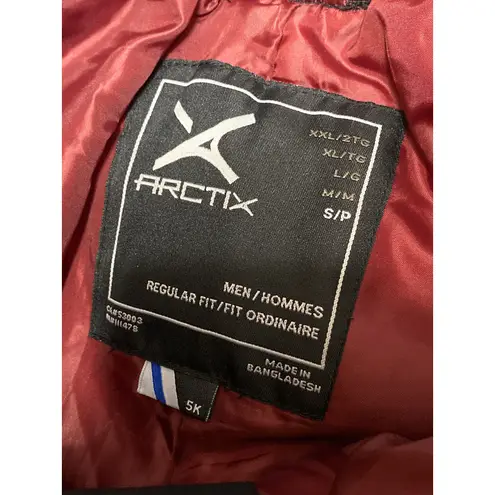 ARCTIX
XXL/2TG
XL/TG
L/G
M/M
S/P
MEN/HOMMES
REGULAR FIT/FIT ORDINAIRE
MADE IN
BANGLADESH
5K